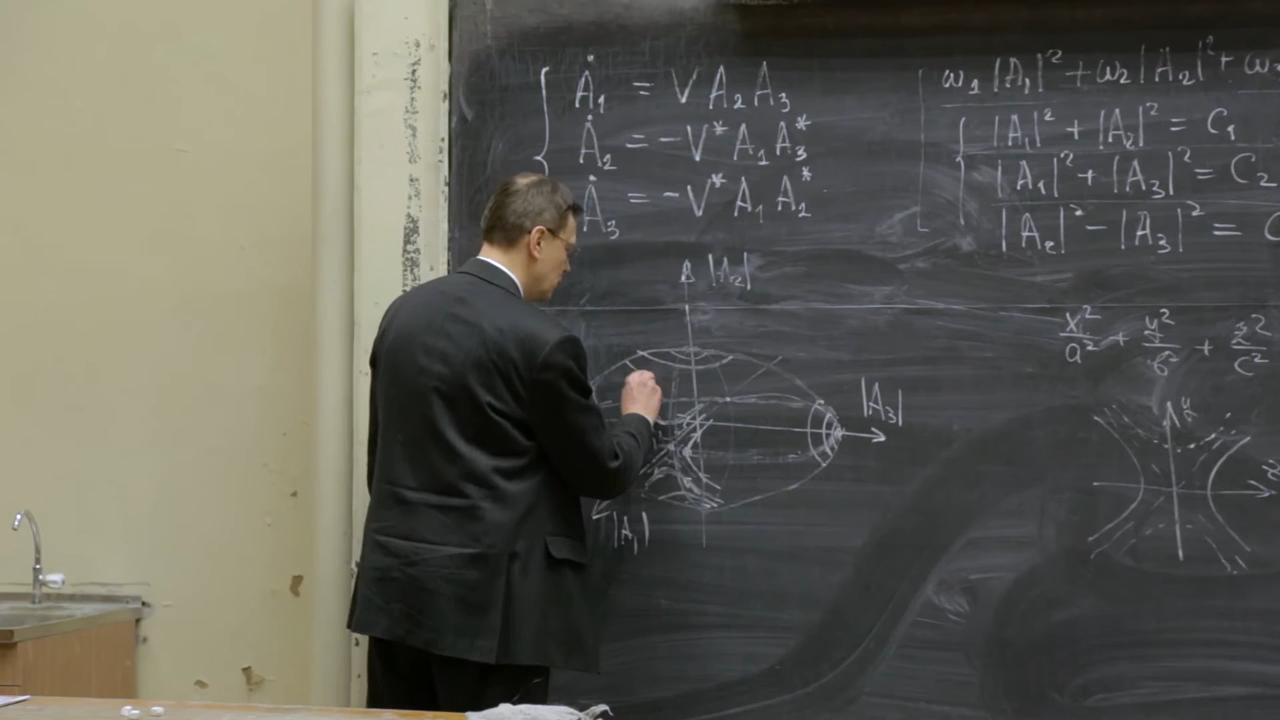 Ȧ₁ = V A₂ A₃
Ȧ₂ = -V* A₁ A₃*
Ȧ₃ = -V* A₁ A₂*
ω₁|A₁|² + ω₂|A₂|² + ω
|A₁|² + |A₂|² = C₁
|A₁|² + |A₃|² = C₂
|A₂|² - |A₃|² = C
|A₂|
|A₃|
|A₁|
x²/a² + y²/b² + z²/c²
y